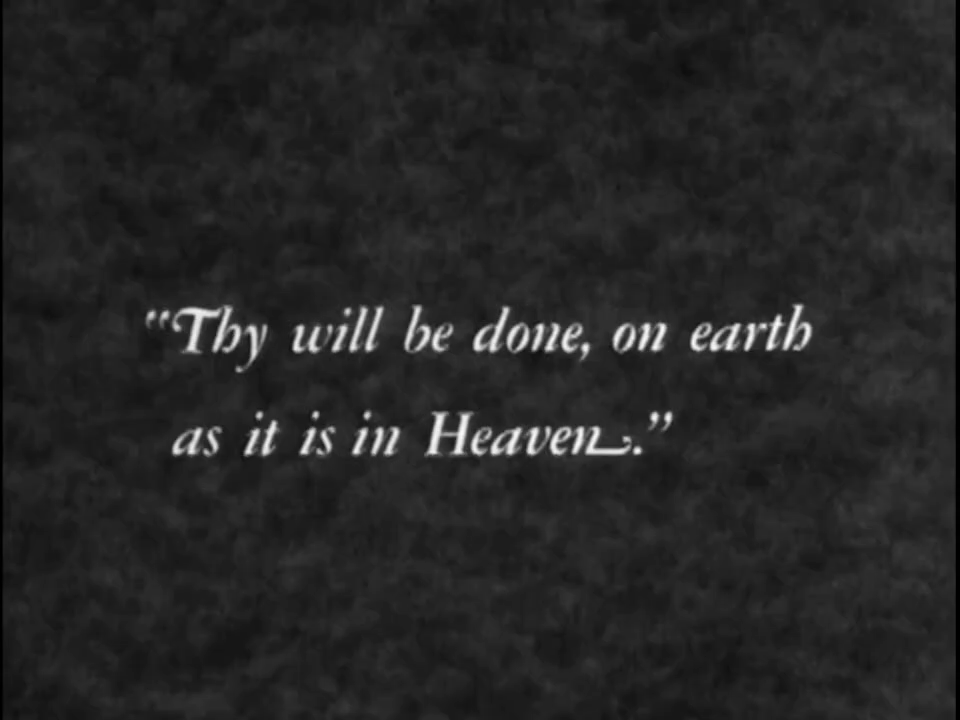 “Thy will be done, on earth
as it is in Heaven.”